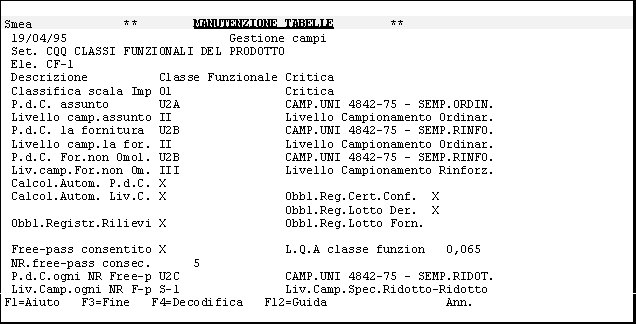 Smea ** MANUTENZIONE TABELLE **
19/04/95 Gestione campi
Set. CQQ CLASSI FUNZIONALI DEL PRODOTTO
Ele. CF-1
Descrizione Classe Funzionale Critica
Classifica scala Imp 01 Critica
P.d.C. assunto U2A CAMP.UNI 4842-75 - SEMP.ORDIN.
Livello camp.assunto II Livello Campionamento Ordinar.
P.d.C. la fornitura U2B CAMP.UNI 4842-75 - SEMP.RINFO.
Livello camp.la for. II Livello Campionamento Ordinar.
P.d.C. For.non Omol. U2B CAMP.UNI 4842-75 - SEMP.RINFO.
Liv.camp.For.non Om. III Livello Campionamento Rinforz.
Calcol.Autom. P.d.C. X
Calcol.Autom. Liv.C. X Obbl.Reg.Cert.Conf. X
Obbl.Reg.Lotto Der. X
Obbl.Registr.Rilievi X Obbl.Reg.Lotto Forn.
Free-pass consentito X L.Q.A classe funzion 0,065
NR.free-pass consec. 5
P.d.C.ogni NR Free-p U2C CAMP.UNI 4842-75 - SEMP.RIDOT.
Liv.Camp.ogni NR F-p S-1 Liv.Camp.Spec.Ridotto-Ridotto
F1=Aiuto F3=Fine F4=Decodifica F12=Guida Ann.